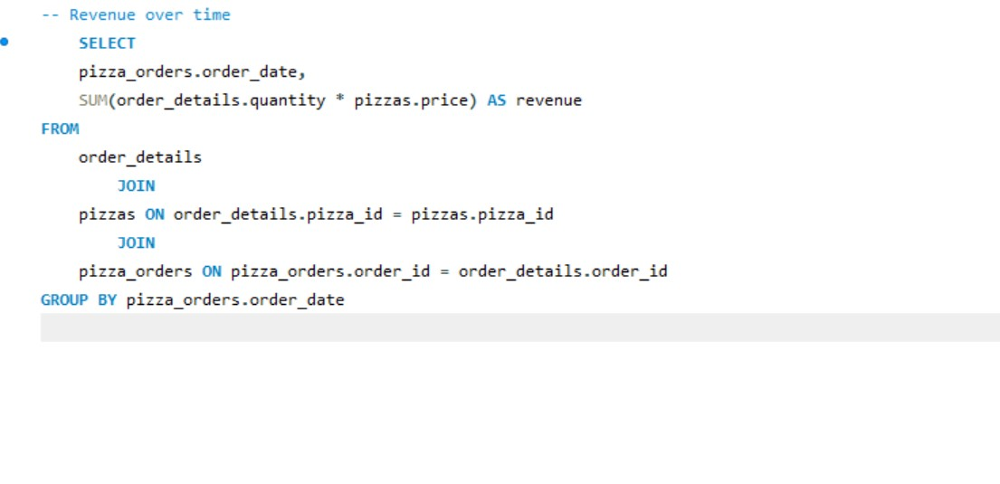 -- Revenue over time
SELECT
pizza_orders.order_date,
SUM(order_details.quantity * pizzas.price) AS revenue
FROM
order_details
JOIN
pizzas ON order_details.pizza_id = pizzas.pizza_id
JOIN
pizza_orders ON pizza_orders.order_id = order_details.order_id
GROUP BY pizza_orders.order_date